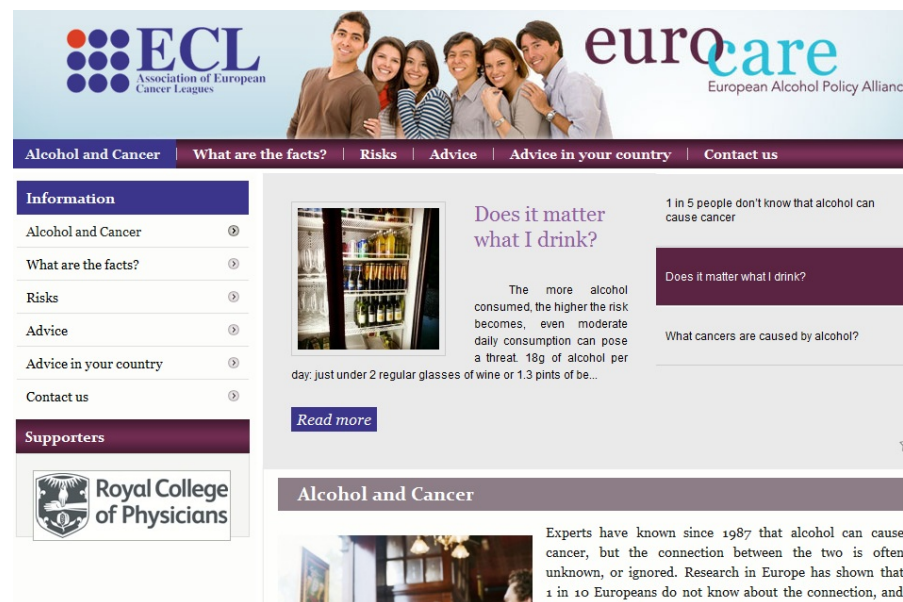 ECL
Association of European
Cancer Leagues
eurocare
European Alcohol Policy Allianc
Alcohol and Cancer
What are the facts?
Risks
Advice
Advice in your country
Contact us
Information
Alcohol and Cancer
What are the facts?
Risks
Advice
Advice in your country
Contact us
Supporters
Royal College
of Physicians
Does it matter
what I drink?
The more alcohol
consumed, the higher the risk
becomes, even moderate
daily consumption can pose
a threat. 18g of alcohol per
day: just under 2 regular glasses of wine or 1.3 pints of be...
Read more
1 in 5 people don't know that alcohol can
cause cancer
Does it matter what I drink?
What cancers are caused by alcohol?
Alcohol and Cancer
Experts have known since 1987 that alcohol can cause
cancer, but the connection between the two is often
unknown, or ignored. Research in Europe has shown that
1 in 10 Europeans do not know about the connection, and